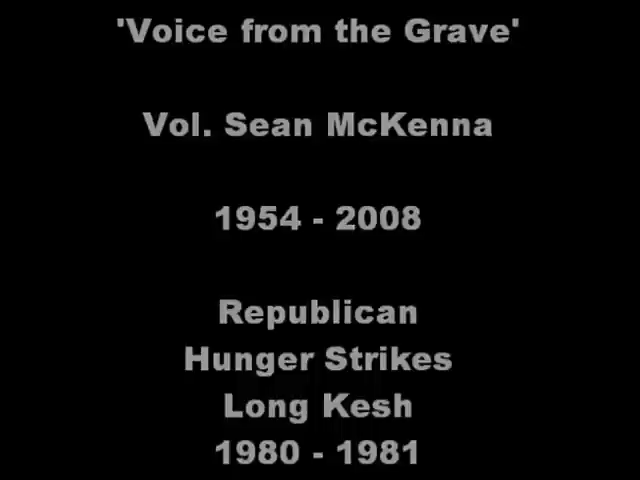 'Voice from the Grave'
Vol. Sean McKenna
1954 - 2008
Republican
Hunger Strikes
Long Kesh
1980 - 1981